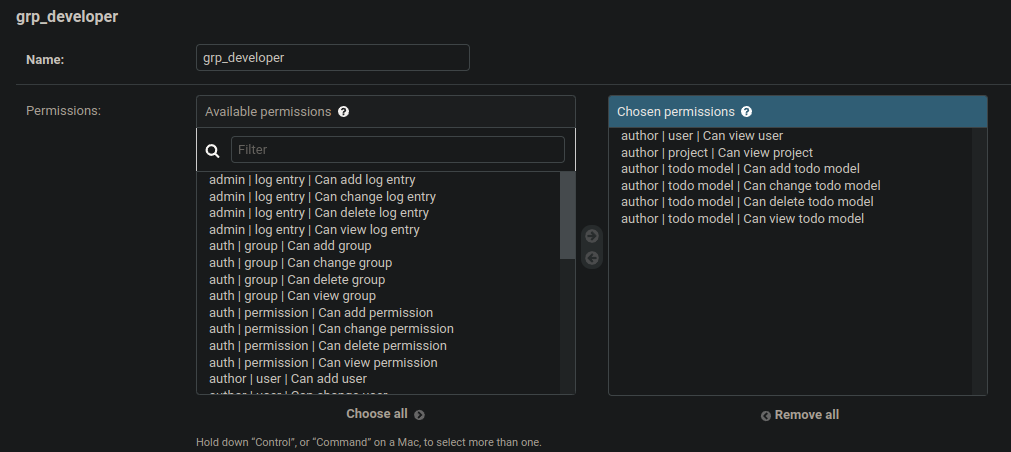 grp_developer
Name:
grp_developer
Permissions:
Available permissions ?
Filter
admin | log entry | Can add log entry
admin | log entry | Can change log entry
admin | log entry | Can delete log entry
admin | log entry | Can view log entry
auth | group | Can add group
auth | group | Can change group
auth | group | Can delete group
auth | group | Can view group
auth | permission | Can add permission
auth | permission | Can change permission
auth | permission | Can delete permission
auth | permission | Can view permission
author | user | Can add user
author | user | Can change user
Choose all
Chosen permissions ?
author | user | Can view user
author | project | Can view project
author | todo model | Can add todo model
author | todo model | Can change todo model
author | todo model | Can delete todo model
author | todo model | Can view todo model
Remove all
Hold down “Control”, or “Command” on a Mac, to select more than one.